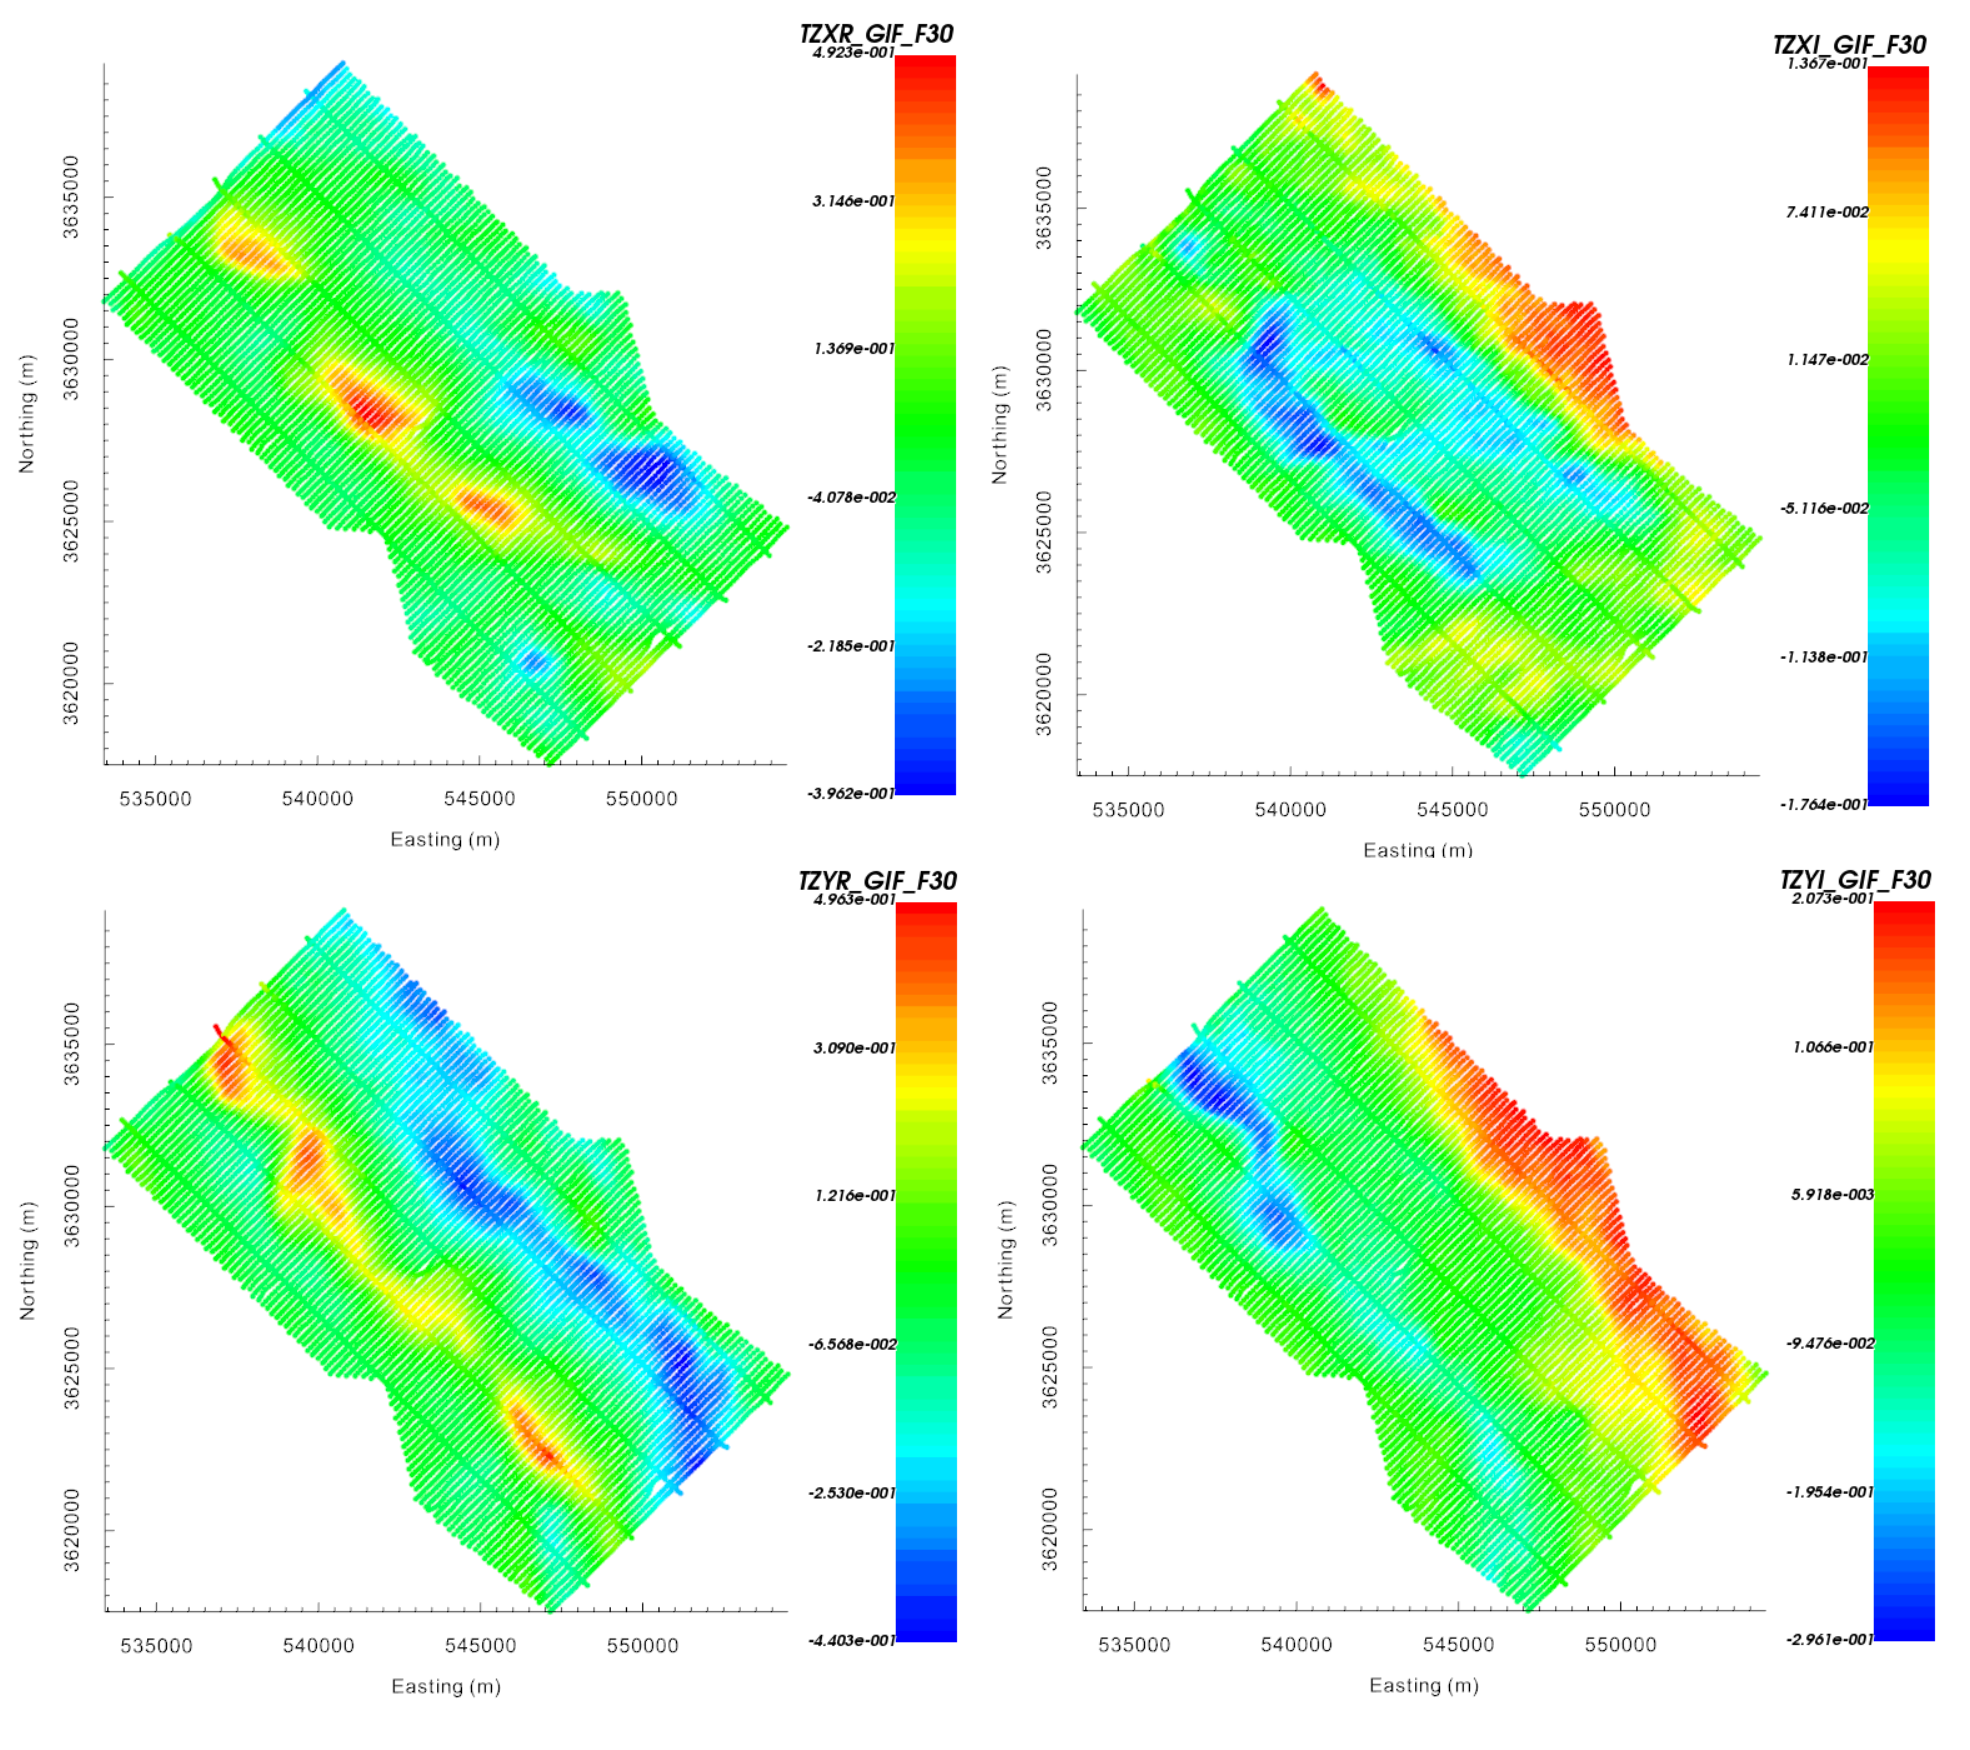 TZXR_GIF_F30
4.923e-001
3.146e-001
1.369e-001
-4.078e-002
-2.185e-001
-3.962e-001
3635000
3630000
3625000
3620000
Northing (m)
535000 540000 545000 550000
Easting (m)
TZXI_GIF_F30
1.367e-001
7.411e-002
1.147e-002
-5.116e-002
-1.138e-001
-1.764e-001
3635000
3630000
3625000
3620000
Northing (m)
535000 540000 545000 550000
Easting (m)
TZYR_GIF_F30
4.963e-001
3.090e-001
1.216e-001
-6.568e-002
-2.530e-001
-4.403e-001
3635000
3630000
3625000
3620000
Northing (m)
535000 540000 545000 550000
Easting (m)
TZYI_GIF_F30
2.073e-001
1.066e-001
5.918e-003
-9.476e-002
-1.954e-001
-2.961e-001
3635000
3630000
3625000
3620000
Northing (m)
535000 540000 545000 550000
Easting (m)